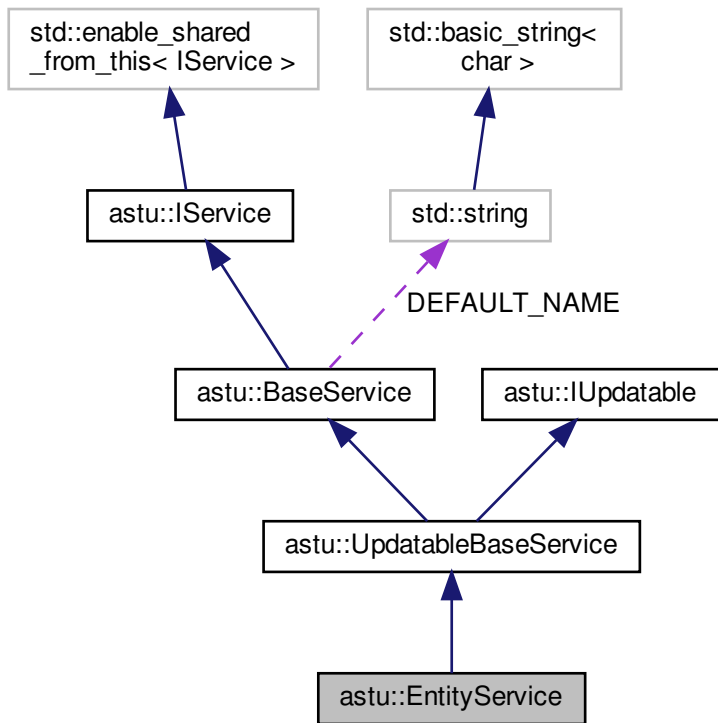 std::enable_shared
_from_this< IService >
std::basic_string<
char >
astu::IService
std::string
DEFAULT_NAME
astu::BaseService
astu::IUpdatable
astu::UpdatableBaseService
astu::EntityService